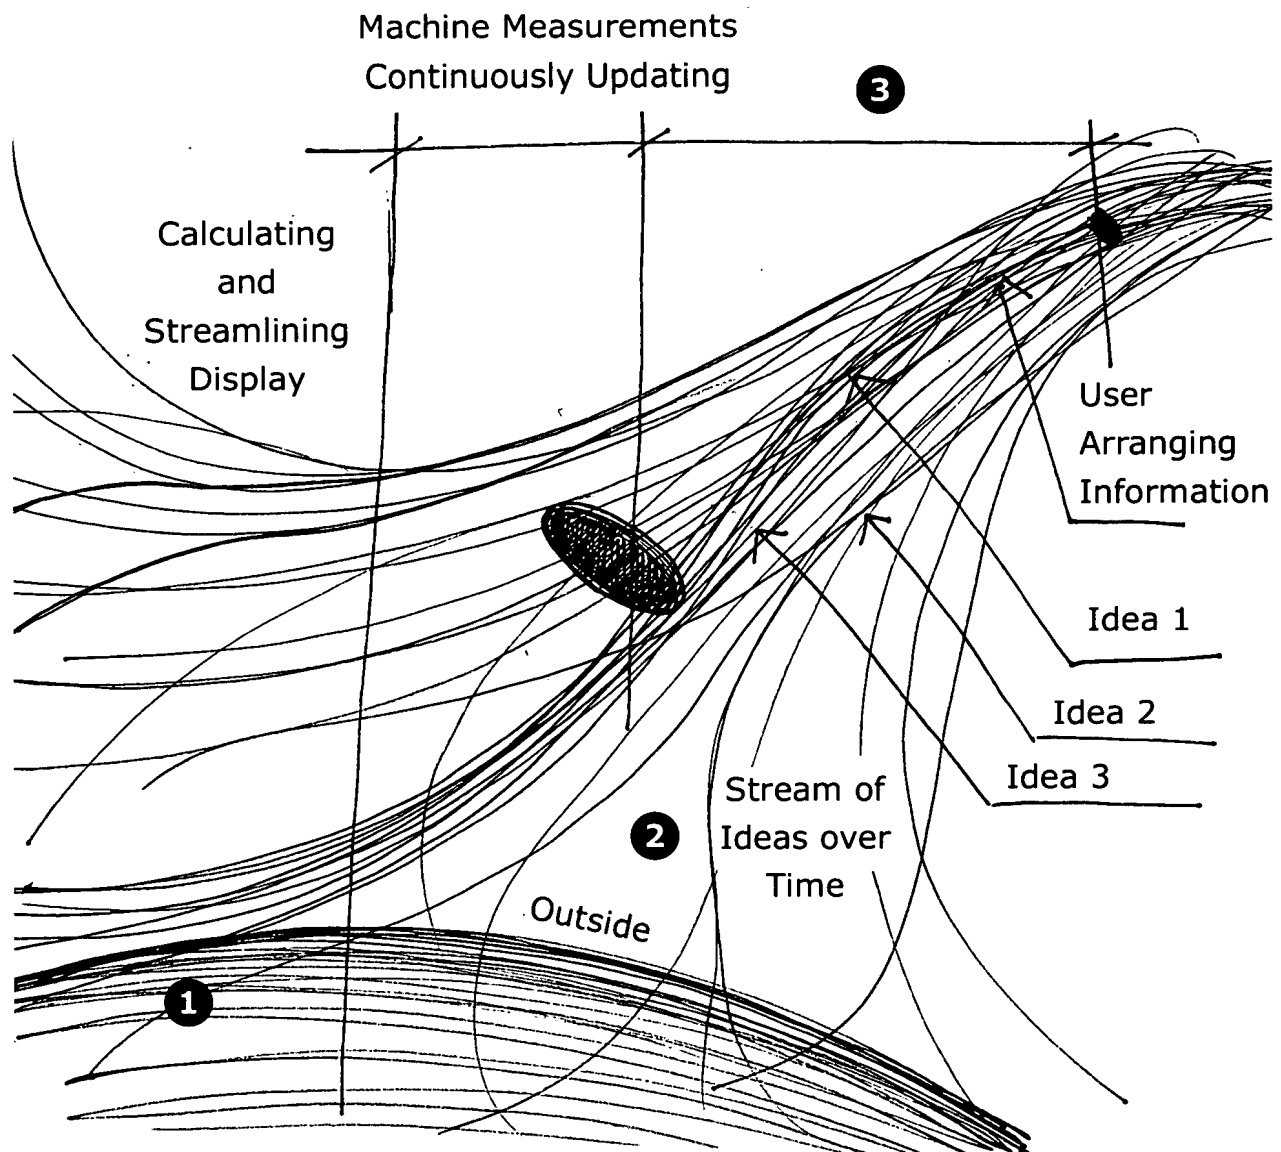 Machine Measurements
Continuously Updating
3
Calculating
and
Streamlining
Display
User
Arranging
Information
Idea 1
Idea 2
Idea 3
Stream of
Ideas over
Time
2
Outside
1